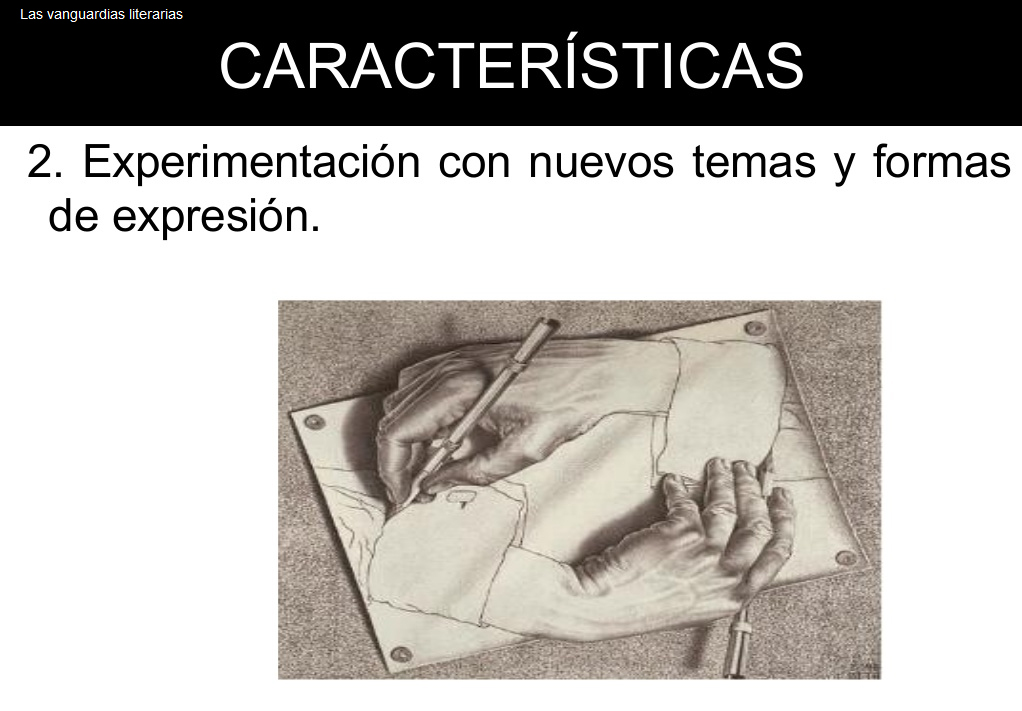 Las vanguardias literarias
CARACTERÍSTICAS
2. Experimentación con nuevos temas y formas
de expresión.